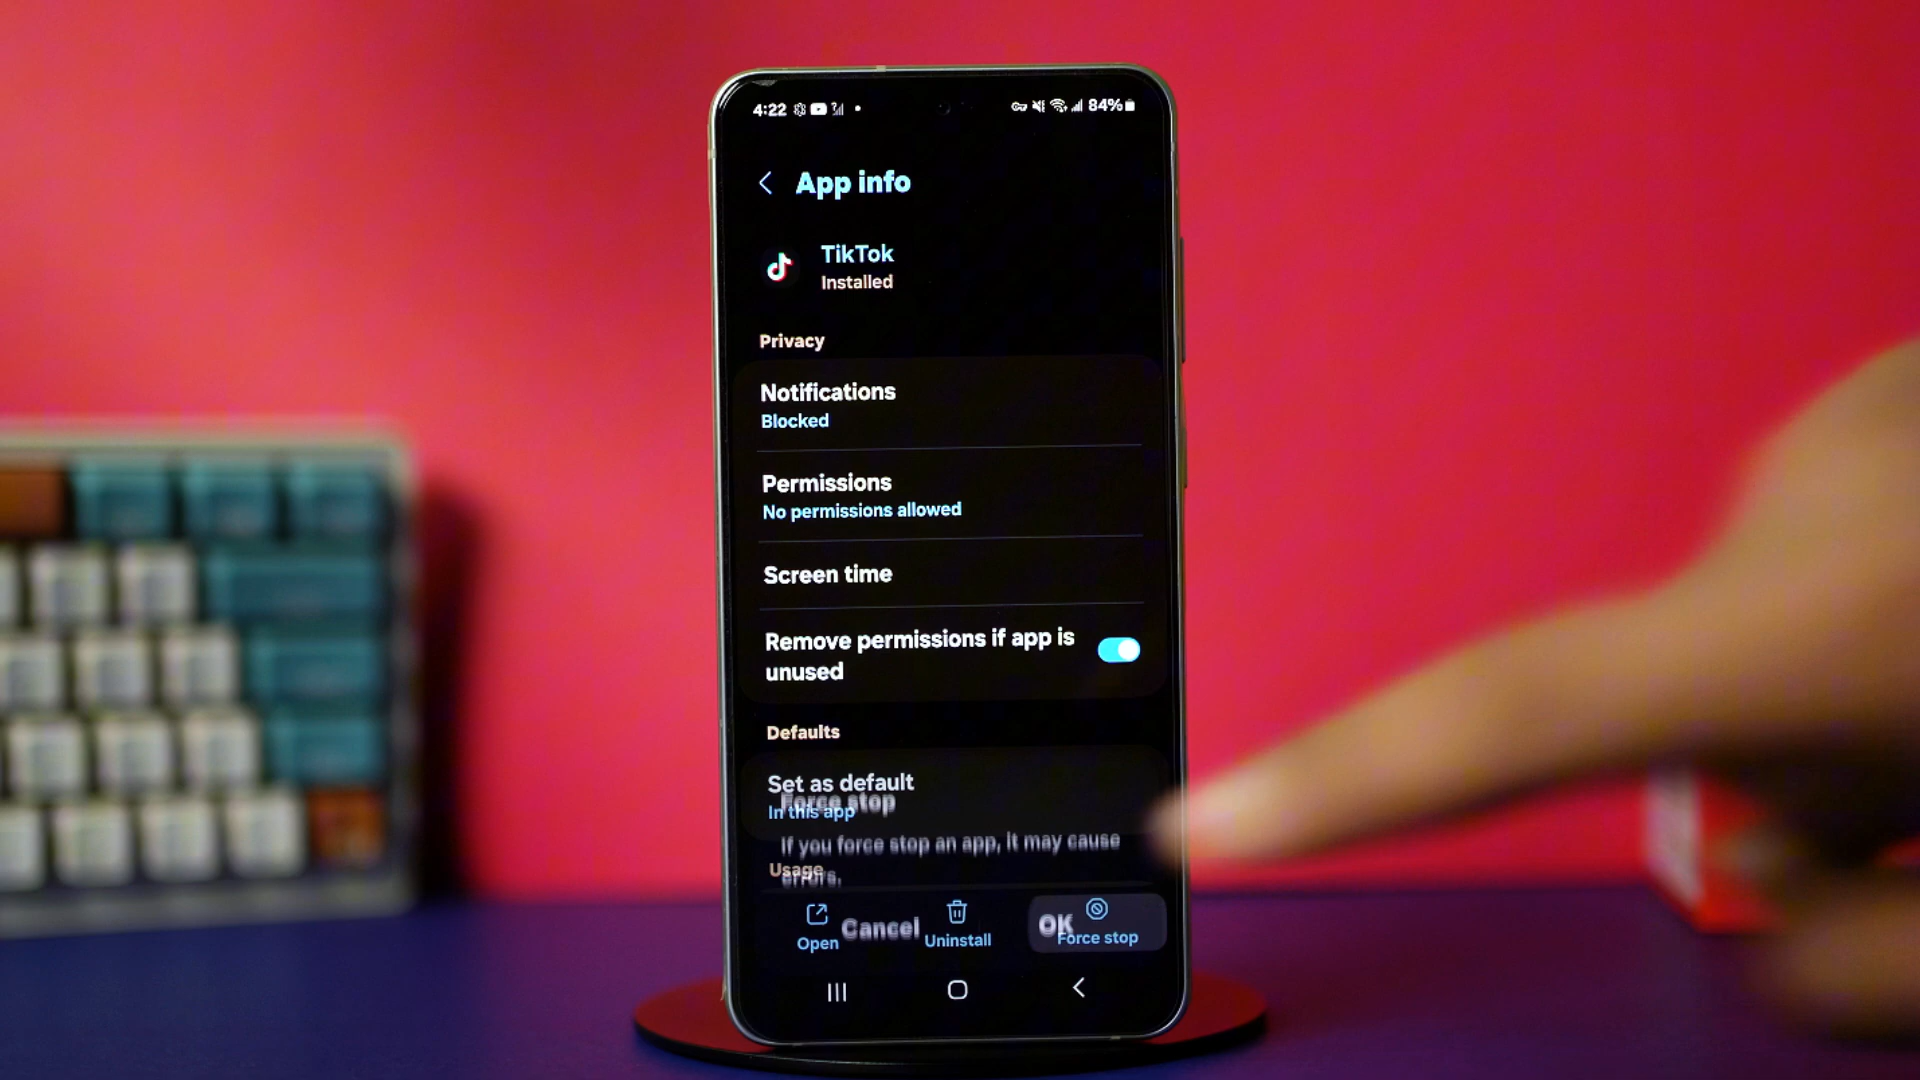 4:22
84%
App info
TikTok
Installed
Privacy
Notifications
Blocked
Permissions
No permissions allowed
Screen time
Remove permissions if app is
unused
Defaults
Set as default
Force stop
In this app
If you force stop an app, it may cause
Usage
errors.
Cancel
OK
Open
Uninstall
Force stop